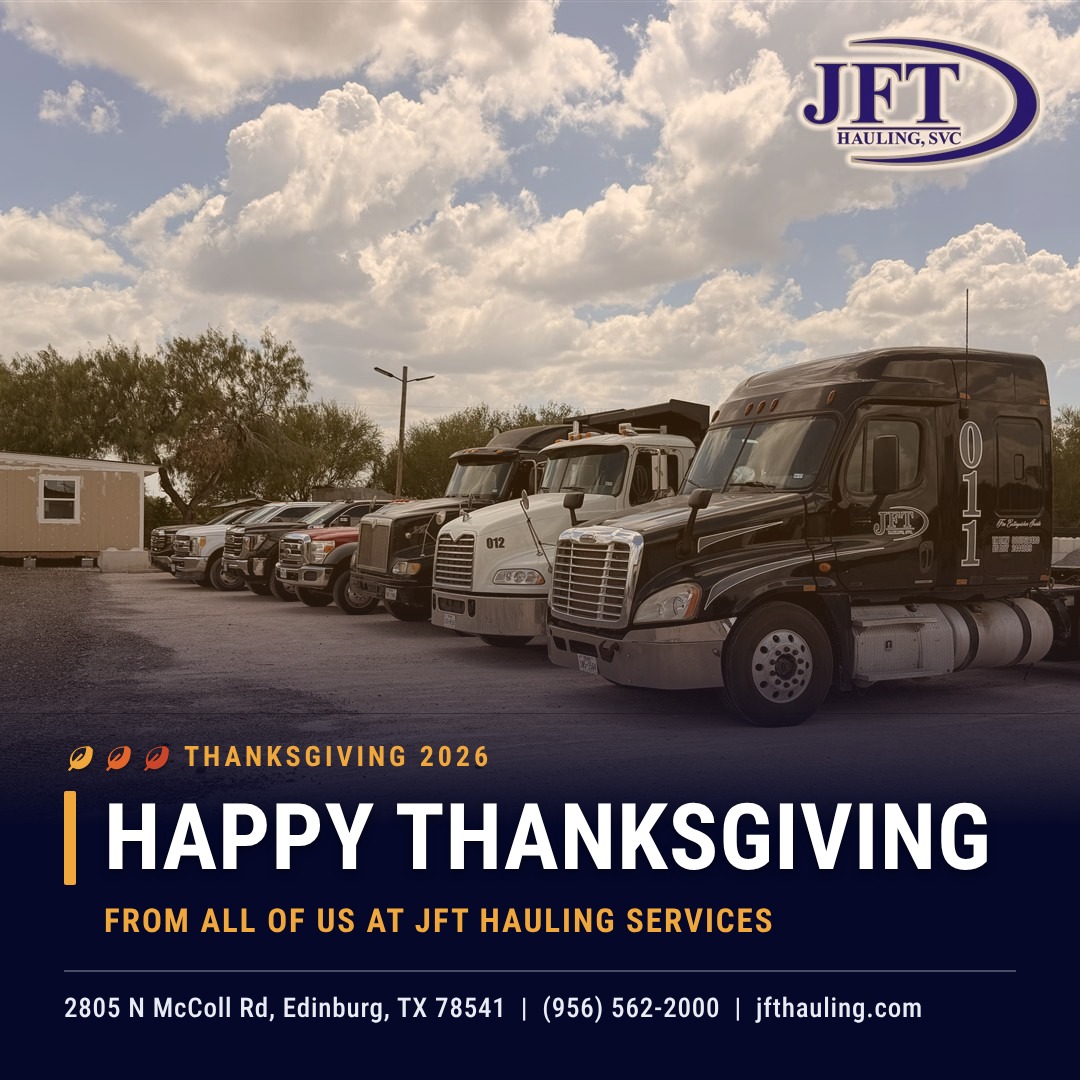 JFT
HAULING, SVC
012
JFT
011
THANKSGIVING 2026
HAPPY THANKSGIVING
FROM ALL OF US AT JFT HAULING SERVICES
2805 N McColl Rd, Edinburg, TX 78541 | (956) 562-2000 | jfthauling.com